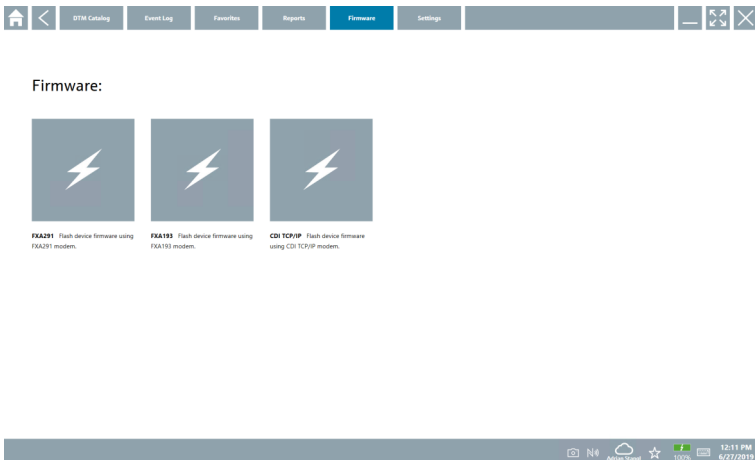 DTM Catalog
Event Log
Favorites
Reports
Firmware
Settings
Firmware:
FXA291 Flash device firmware using
FXA291 modem.
FXA193 Flash device firmware using
FXA193 modem.
CDI TCP/IP Flash device firmware
using CDI TCP/IP modem.
100%
12:11 PM
6/27/2019